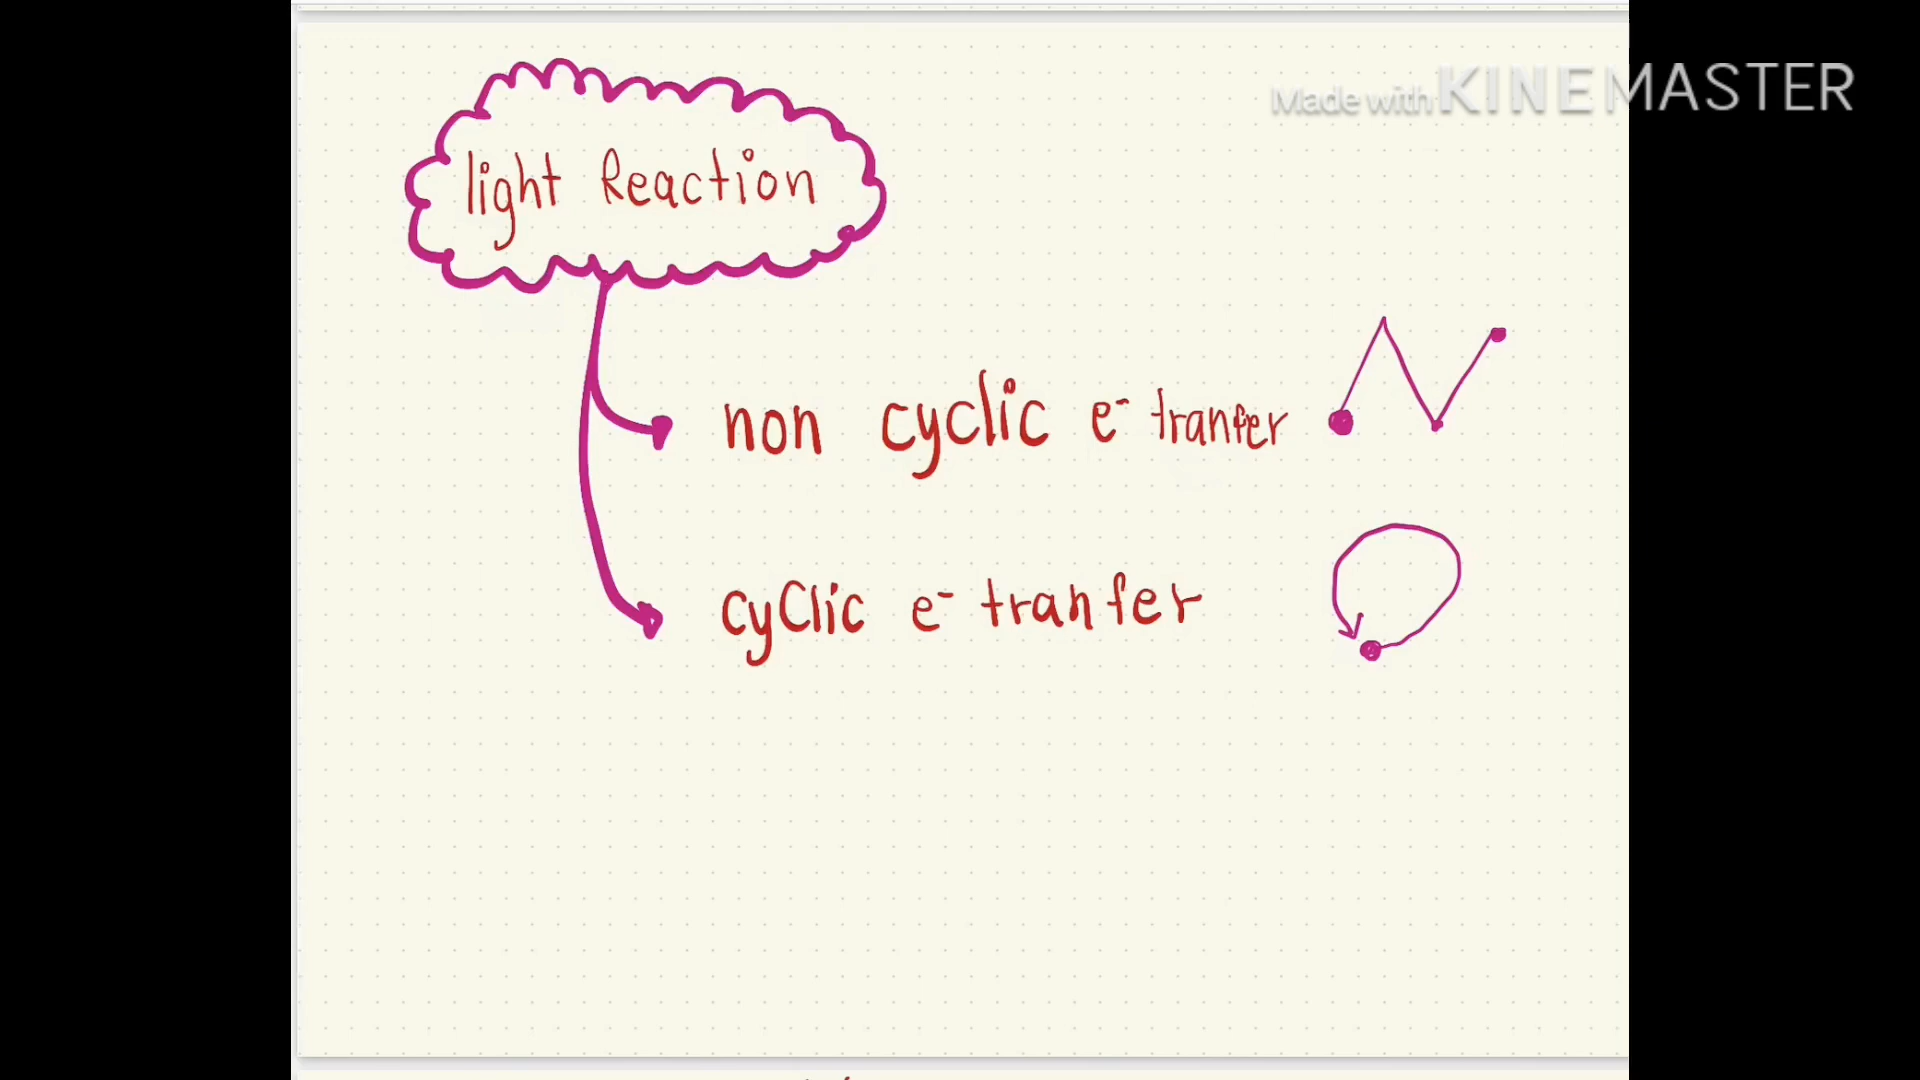 Made with KINEMASTER
light Reaction
non cyclic e⁻ tranfer
cyclic e⁻ tranfer